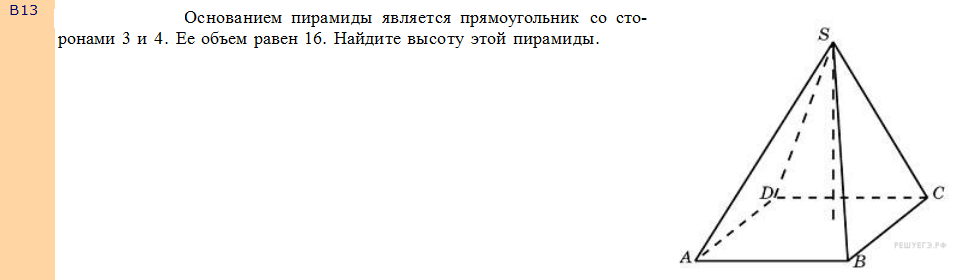 В13
Основанием пирамиды является прямоугольник со сто-
ронами 3 и 4. Ее объем равен 16. Найдите высоту этой пирамиды.
S
D
C
A
B
РЕШУЕГЭ.РФ